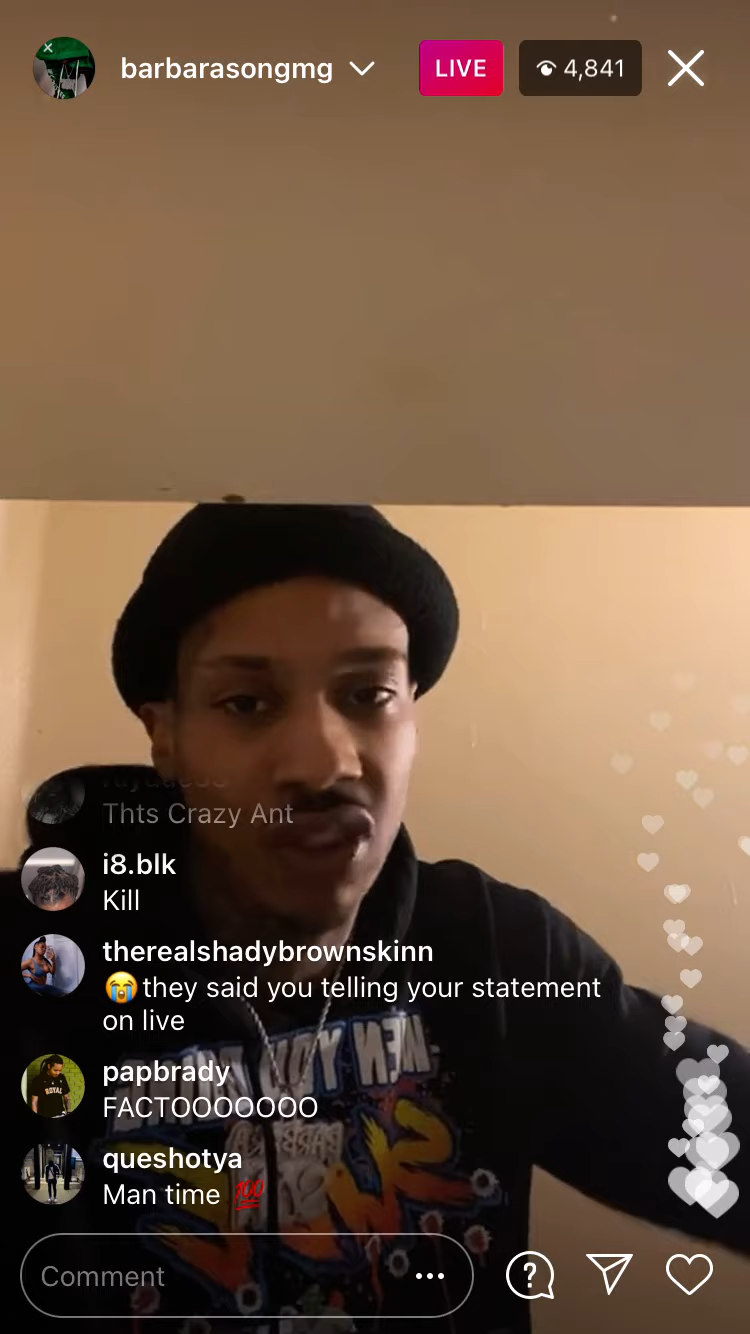 barbarasongmg
LIVE
4,841
Thts Crazy Ant
i8.blk
Kill
therealshadybrownskinn
😭they said you telling your statement
on live
papbrady
FACTOOOOOOO
queshotya
Man time 💯
Comment